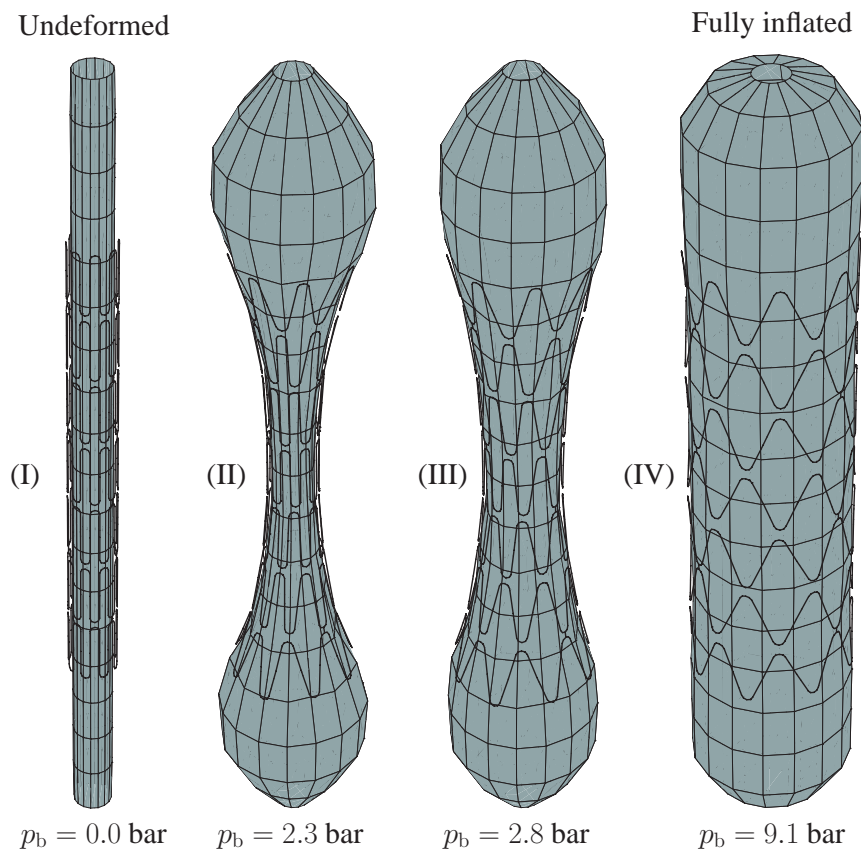 Undeformed
Fully inflated
(I)
(II)
(III)
(IV)
p_b = 0.0 bar
p_b = 2.3 bar
p_b = 2.8 bar
p_b = 9.1 bar